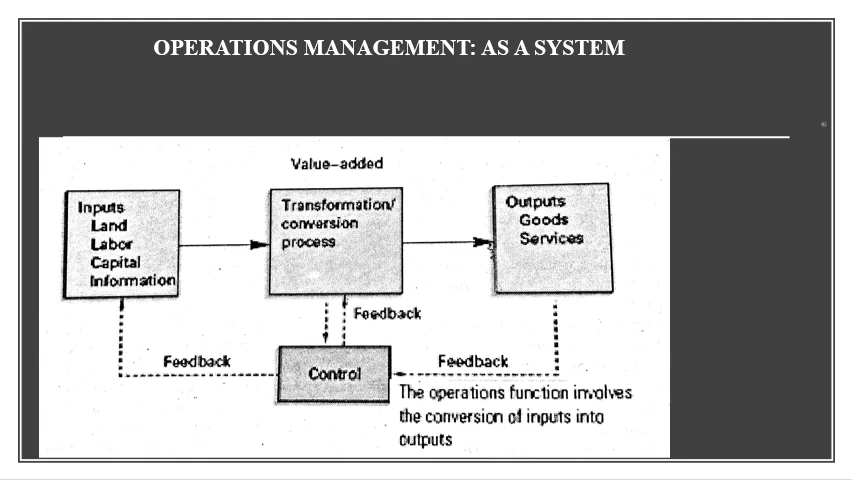 OPERATIONS MANAGEMENT: AS A SYSTEM
Value-added
Inputs
Land
Labor
Capital
Information
Transformation/
conversion
process
Outputs
Goods
Services
Feedback
Feedback
Control
Feedback
The operations function involves
the conversion of inputs into
outputs